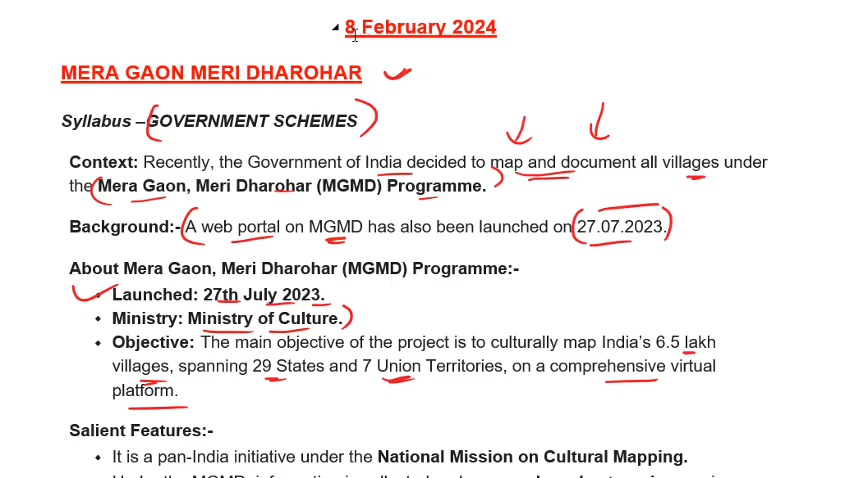 8 February 2024
MERA GAON MERI DHAROHAR
Syllabus –GOVERNMENT SCHEMES
Context: Recently, the Government of India decided to map and document all villages under
the Mera Gaon, Meri Dharohar (MGMD) Programme.
Background:- A web portal on MGMD has also been launched on 27.07.2023.
About Mera Gaon, Meri Dharohar (MGMD) Programme:-
Launched: 27th July 2023.
Ministry: Ministry of Culture.
Objective: The main objective of the project is to culturally map India's 6.5 lakh
villages, spanning 29 States and 7 Union Territories, on a comprehensive virtual
platform.
Salient Features:-
It is a pan-India initiative under the National Mission on Cultural Mapping.